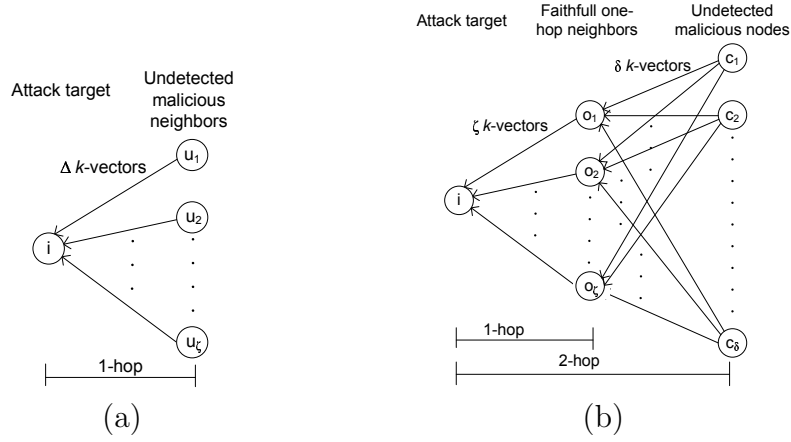 Attack target
Undetected
malicious
neighbors
Δ k-vectors
u1
u2
uζ
i
1-hop
(a)
Attack target
Faithfull one-
hop neighbors
Undetected
malicious nodes
δ k-vectors
ζ k-vectors
c1
c2
cδ
o1
o2
oζ
i
1-hop
2-hop
(b)